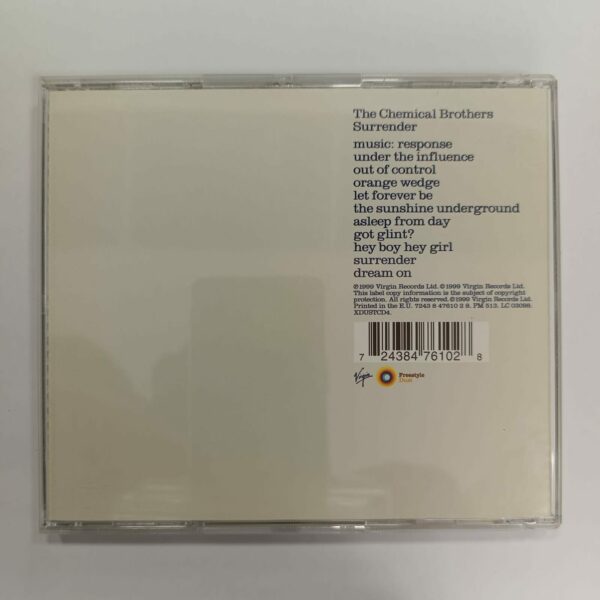 The Chemical Brothers
Surrender
music: response
under the influence
out of control
orange wedge
let forever be
the sunshine underground
asleep from day
got glint?
hey boy hey girl
surrender
dream on
℗1999 Virgin Records Ltd. ©1999 Virgin Records Ltd.
This label copy information is the subject of copyright
protection. All rights reserved. ©1999 Virgin Records Ltd.
Printed in the E.U. 7243 8 47610 2 8. PM 513. LC 03098.
XDUSTCD4.
7 24384 76102 8
Virgin
Freestyle
Dust